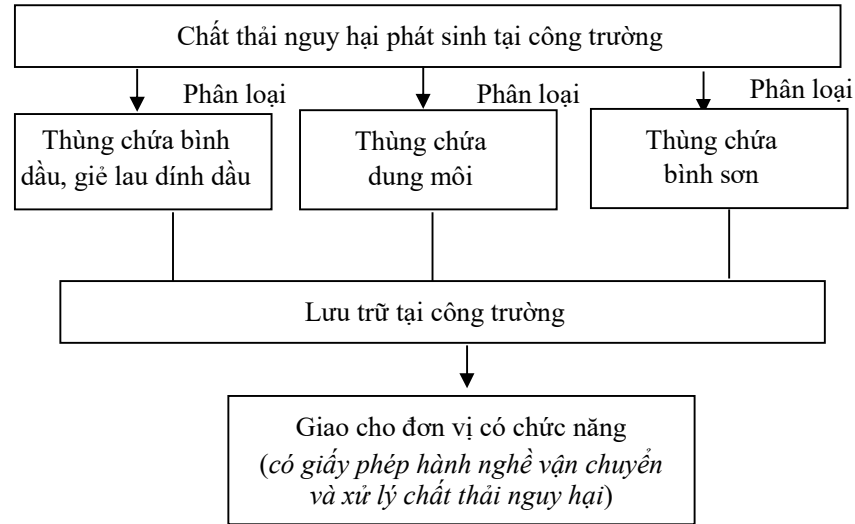 Chất thải nguy hại phát sinh tại công trường
Phân loại
Phân loại
Phân loại
Thùng chứa bình
dầu, giẻ lau dính dầu
Thùng chứa
dung môi
Thùng chứa
bình sơn
Lưu trữ tại công trường
Giao cho đơn vị có chức năng
(có giấy phép hành nghề vận chuyển
và xử lý chất thải nguy hại)